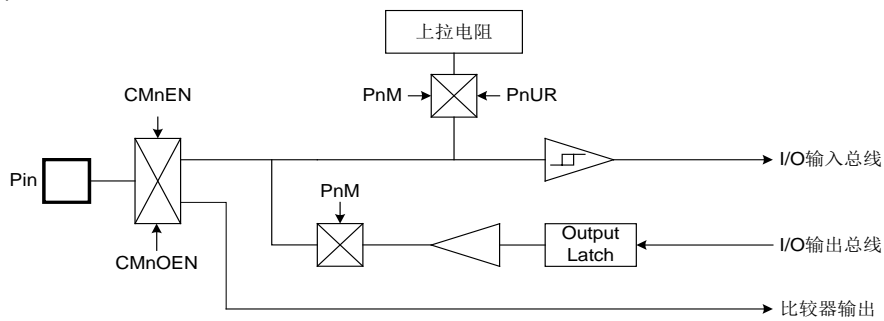 上拉电阻
CMnEN
PnM
PnUR
Pin
I/O输入总线
PnM
CMnOEN
Output
Latch
I/O输出总线
比较器输出